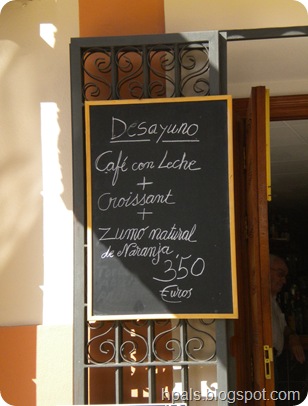 Desayuno
Café con Leche
+
Croissant
+
Zumo natural
de Naranja.
3,50
Euros
hpals.blogspot.com